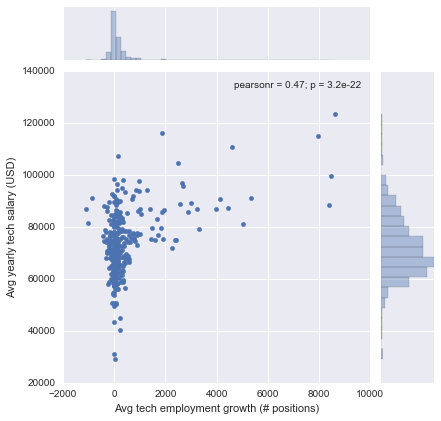 140000
pearsonr = 0.47; p = 3.2e-22
120000
100000
80000
60000
40000
20000
Avg yearly tech salary (USD)
−2000 0 2000 4000 6000 8000 10000
Avg tech employment growth (# positions)